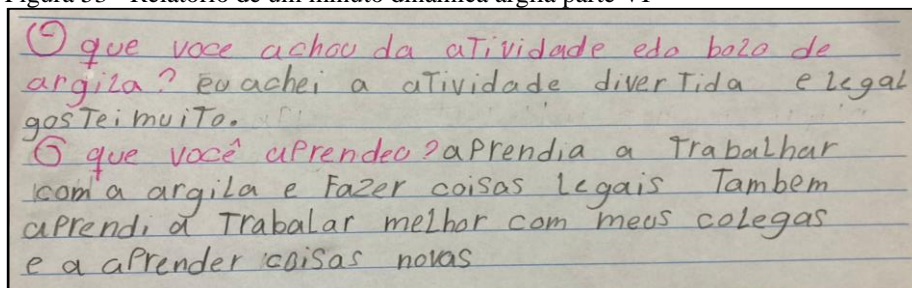 Figura 33 - Relatório de um minuto dinâmica argila parte VI
O que voce achou da aTividade edo bolo de
argila? eu achei a aTividade diverTida e legal
gosTei muiTo.
O que você aprendeu? aprendia a Trabalhar
com a argila e Fazer coisas legais Tambem
aprendi a Trabalar melhor com meus colegas
e a aprender coisas novas